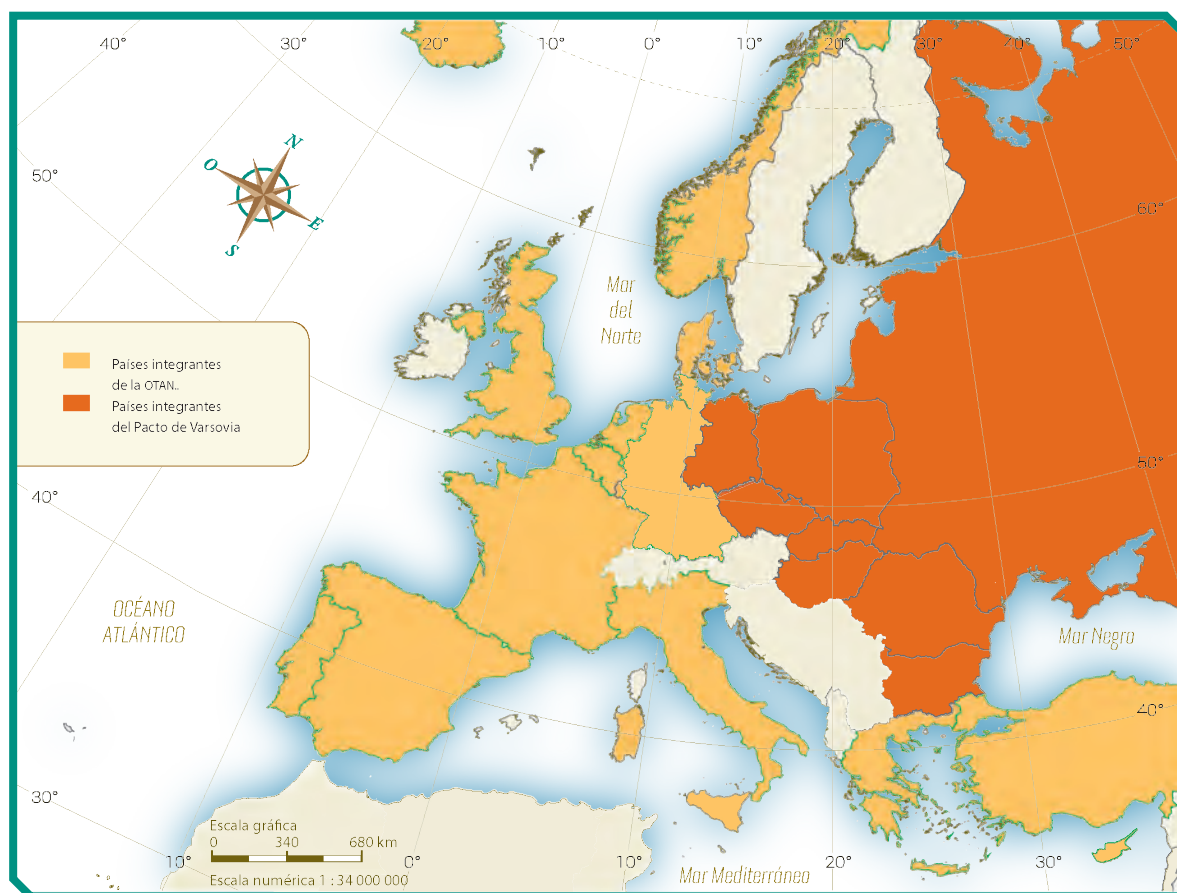 40°
30°
20°
10°
0°
10°
20°
30°
40°
50°
N
O
E
S
50°
60°
Mar
del
Norte
Países integrantes
de la OTAN..
Países integrantes
del Pacto de Varsovia
50°
40°
OCÉANO
ATLÁNTICO
Mar Negro
40°
30°
Escala gráfica
0 340 680 km
10°
0°
10°
20°
30°
Escala numérica 1 : 34 000 000
Mar Mediterráneo